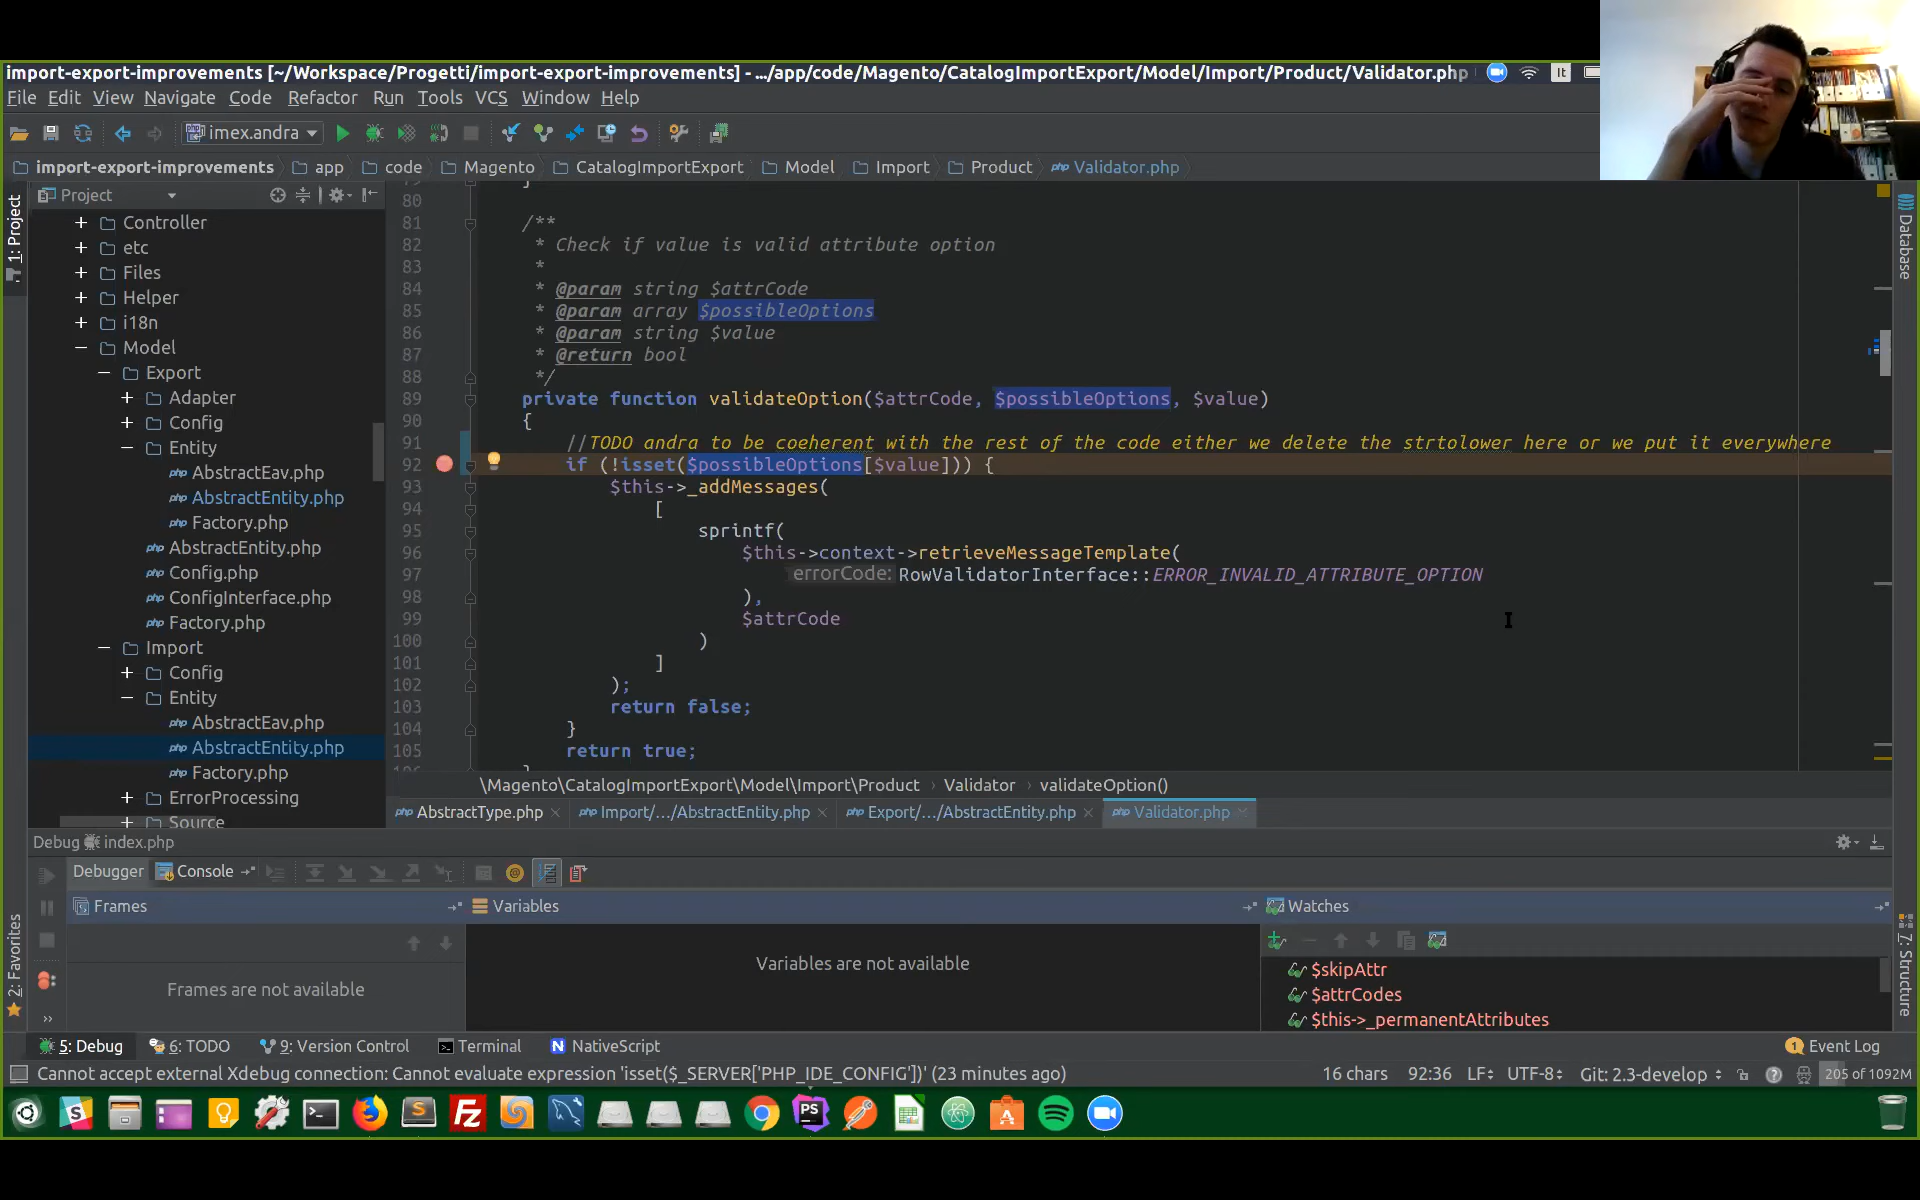 import-export-improvements [~/Workspace/Progetti/import-export-improvements] - .../app/code/Magento/CatalogImportExport/Model/Import/Product/Validator.php
It
File Edit View Navigate Code Refactor Run Tools VCS Window Help
imex.andra
import-export-improvements app code Magento CatalogImportExport Model Import Product Validator.php
Project
1: Project
Controller
etc
Files
Helper
i18n
Model
Export
Adapter
Config
Entity
AbstractEav.php
AbstractEntity.php
Factory.php
AbstractEntity.php
Config.php
ConfigInterface.php
Factory.php
Import
Config
Entity
AbstractEav.php
AbstractEntity.php
Factory.php
ErrorProcessing
Source
80
81 /**
82 * Check if value is valid attribute option
83 *
84 * @param string $attrCode
85 * @param array $possibleOptions
86 * @param string $value
87 * @return bool
88 */
89 private function validateOption($attrCode, $possibleOptions, $value)
90 {
91 //TODO andra to be coeherent with the rest of the code either we delete the strtolower here or we put it everywhere
92 if (!isset($possibleOptions[$value])) {
93 $this->_addMessages(
94 [
95 sprintf(
96 $this->context->retrieveMessageTemplate(
97 errorCode: RowValidatorInterface::ERROR_INVALID_ATTRIBUTE_OPTION
98 ),
99 $attrCode
100 )
101 ]
102 );
103 return false;
104 }
105 return true;
Database
\Magento\CatalogImportExport\Model\Import\Product › Validator › validateOption()
AbstractType.php Import/.../AbstractEntity.php Export/.../AbstractEntity.php Validator.php
Debug index.php
Debugger Console
Frames Variables Watches
Frames are not available
Variables are not available
$skipAttr
$attrCodes
$this->_permanentAttributes
2: Favorites
7: Structure
5: Debug 6: TODO 9: Version Control Terminal NativeScript 1 Event Log
Cannot accept external Xdebug connection: Cannot evaluate expression 'isset($_SERVER['PHP_IDE_CONFIG'])' (23 minutes ago) 16 chars 92:36 LF UTF-8 Git: 2.3-develop 205 of 1092M